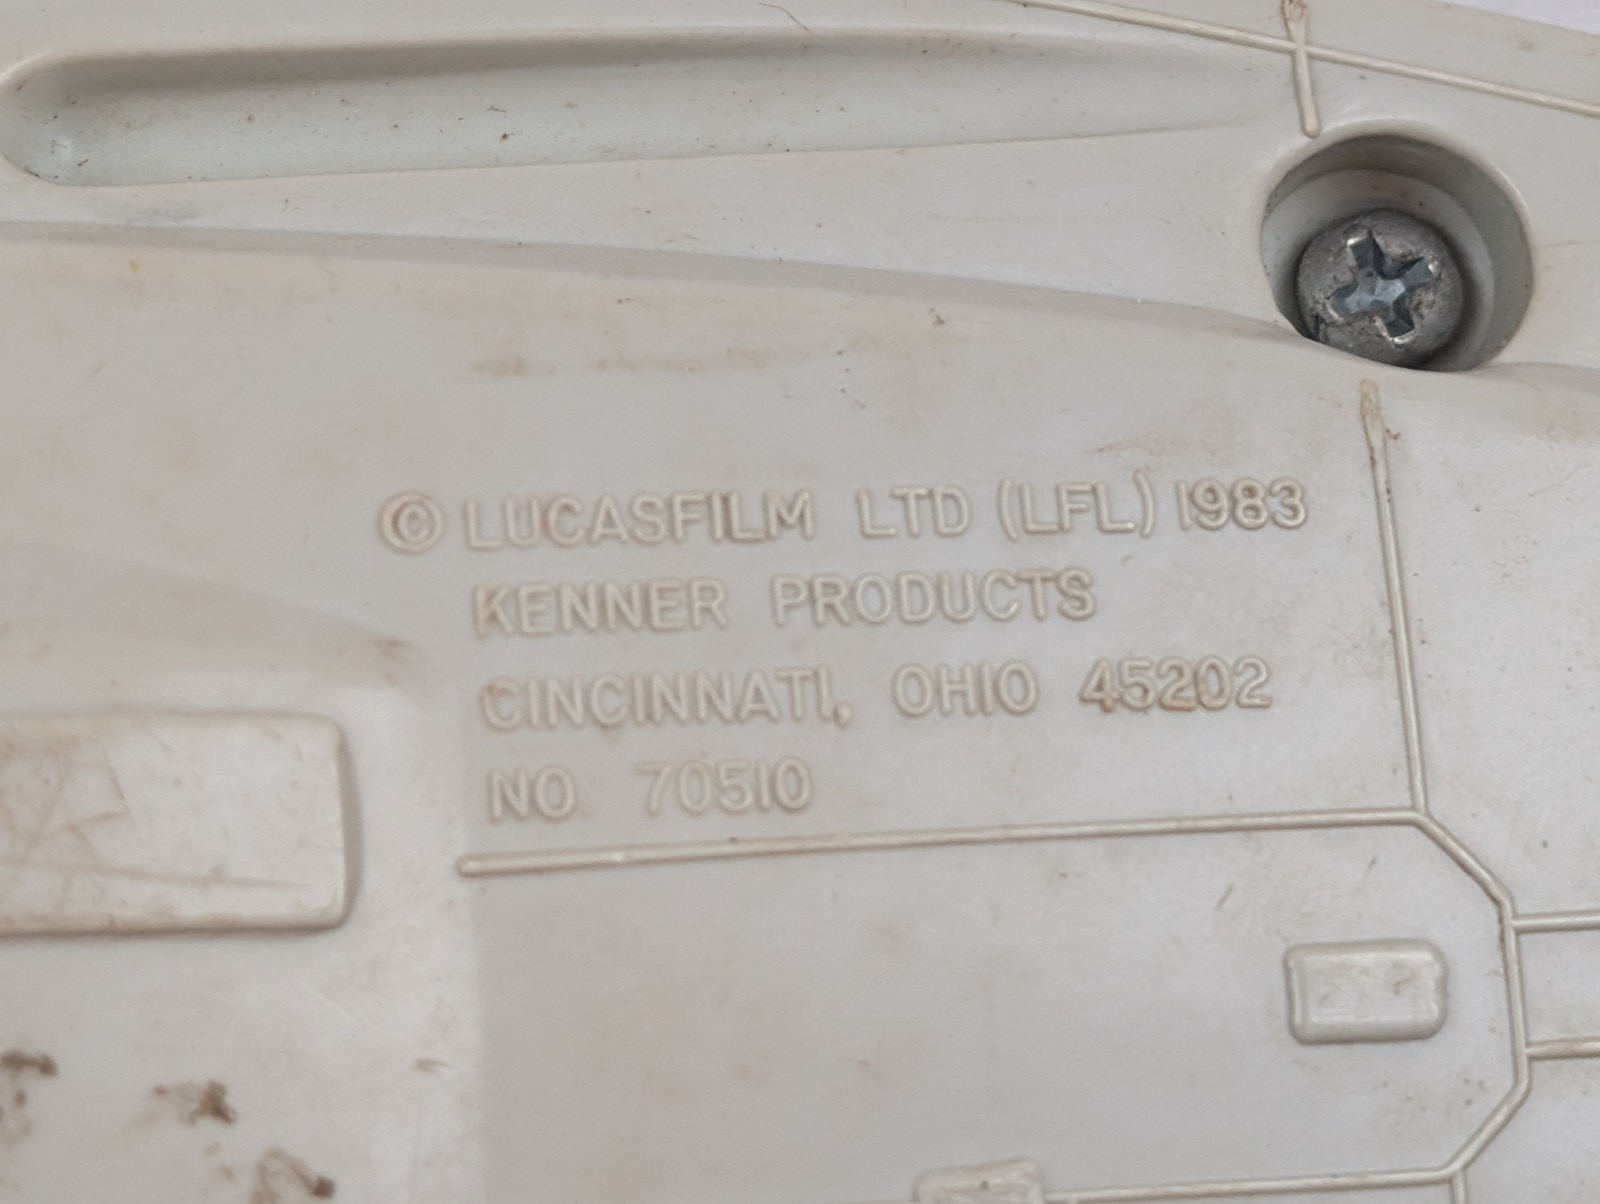 © LUCASFILM LTD (LFL) 1983
KENNER PRODUCTS
CINCINNATI, OHIO 45202
NO. 70510